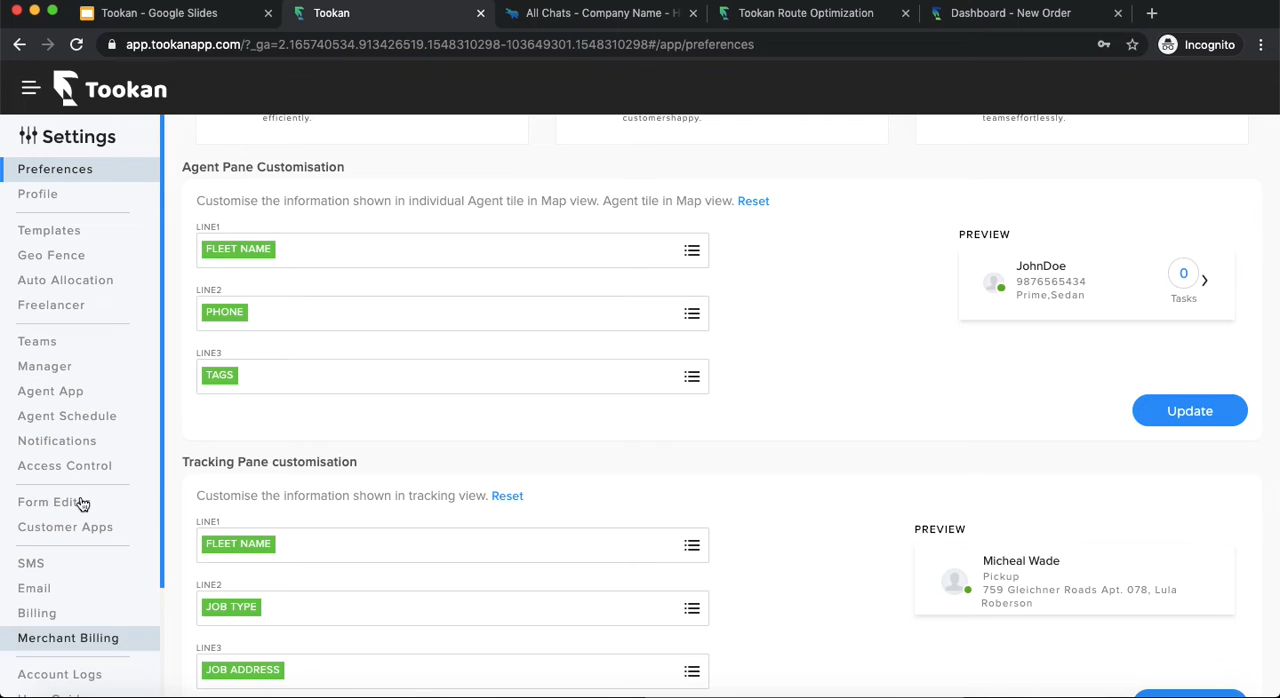 Tookan - Google Slides
Tookan
All Chats - Company Name - H
Tookan Route Optimization
Dashboard - New Order
app.tookanapp.com/?_ga=2.165740534.913426519.1548310298-103649301.1548310298#/app/preferences
Incognito
Tookan
Settings
Preferences
Profile
Templates
Geo Fence
Auto Allocation
Freelancer
Teams
Manager
Agent App
Agent Schedule
Notifications
Access Control
Form Edit
Customer Apps
SMS
Email
Billing
Merchant Billing
Account Logs
efficiently.
customershappy.
teamseffortlessly.
Agent Pane Customisation
Customise the information shown in individual Agent tile in Map view. Agent tile in Map view. Reset
LINE1
FLEET NAME
LINE2
PHONE
LINE3
TAGS
PREVIEW
JohnDoe
9876565434
Prime,Sedan
0
Tasks
Update
Tracking Pane customisation
Customise the information shown in tracking view. Reset
LINE1
FLEET NAME
LINE2
JOB TYPE
LINE3
JOB ADDRESS
PREVIEW
Micheal Wade
Pickup
759 Gleichner Roads Apt. 078, Lula
Roberson